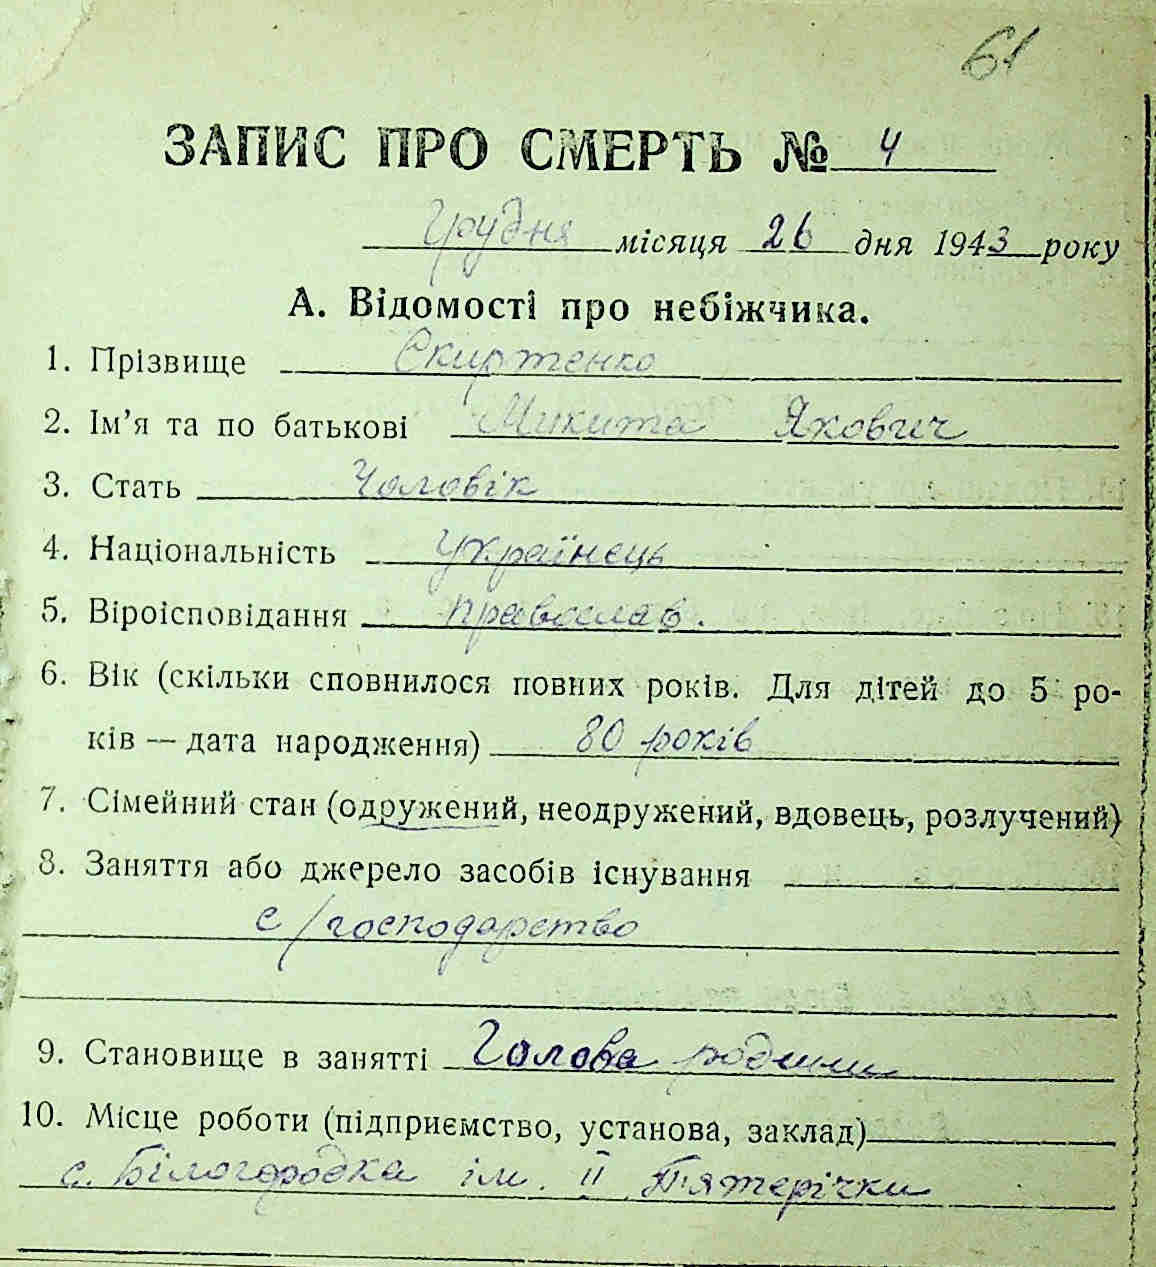 61
ЗАПИС ПРО СМЕРТЬ № 4
Грудня місяця 26 дня 1943 року
А. Відомості про небіжчика.
1. Прізвище Скиртенко
2. Ім’я та по батькові Микита Якович
3. Стать Чоловік
4. Національність Українець
5. Віроісповідання православ.
6. Вік (скільки сповнилося повних років. Для дітей до 5 ро-
ків — дата народження) 80 років
7. Сімейний стан (одружений, неодружений, вдовець, розлучений)
8. Заняття або джерело засобів існування
с/господарство
9. Становище в занятті Голова родини
10. Місце роботи (підприємство, установа, заклад)
с. Білогородка ім. II П'ятерічки